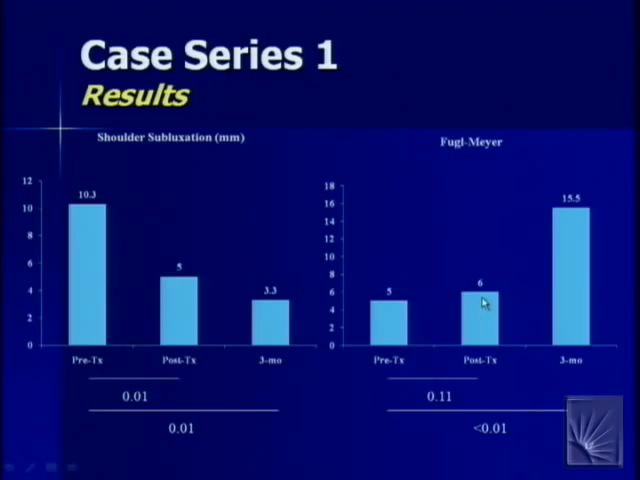 Case Series 1
Results
Shoulder Subluxation (mm)
12
10
8
6
4
2
0
10.3
5
3.3
Pre-Tx
Post-Tx
3-mo
0.01
0.01
Fugl-Meyer
18
16
14
12
10
8
6
4
2
0
5
6
15.5
Pre-Tx
Post-Tx
3-mo
0.11
<0.01